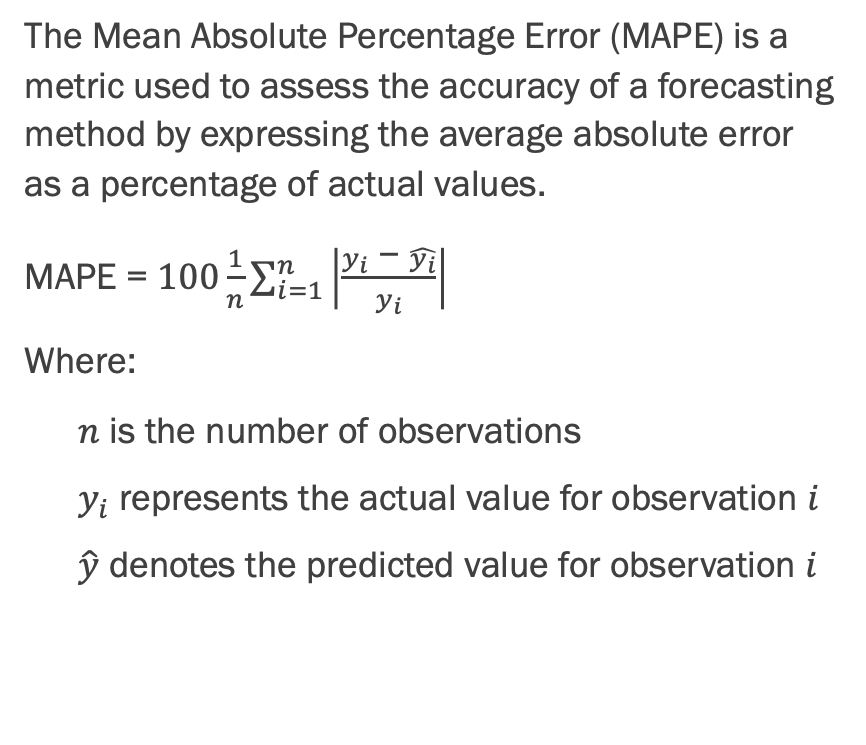 The Mean Absolute Percentage Error (MAPE) is a
metric used to assess the accuracy of a forecasting
method by expressing the average absolute error
as a percentage of actual values.
MAPE = 100 \frac{1}{n} \sum_{i=1}^{n} \left| \frac{y_i - \widehat{y_i}}{y_i} \right|
Where:
n is the number of observations
y_i represents the actual value for observation i
ŷ denotes the predicted value for observation i